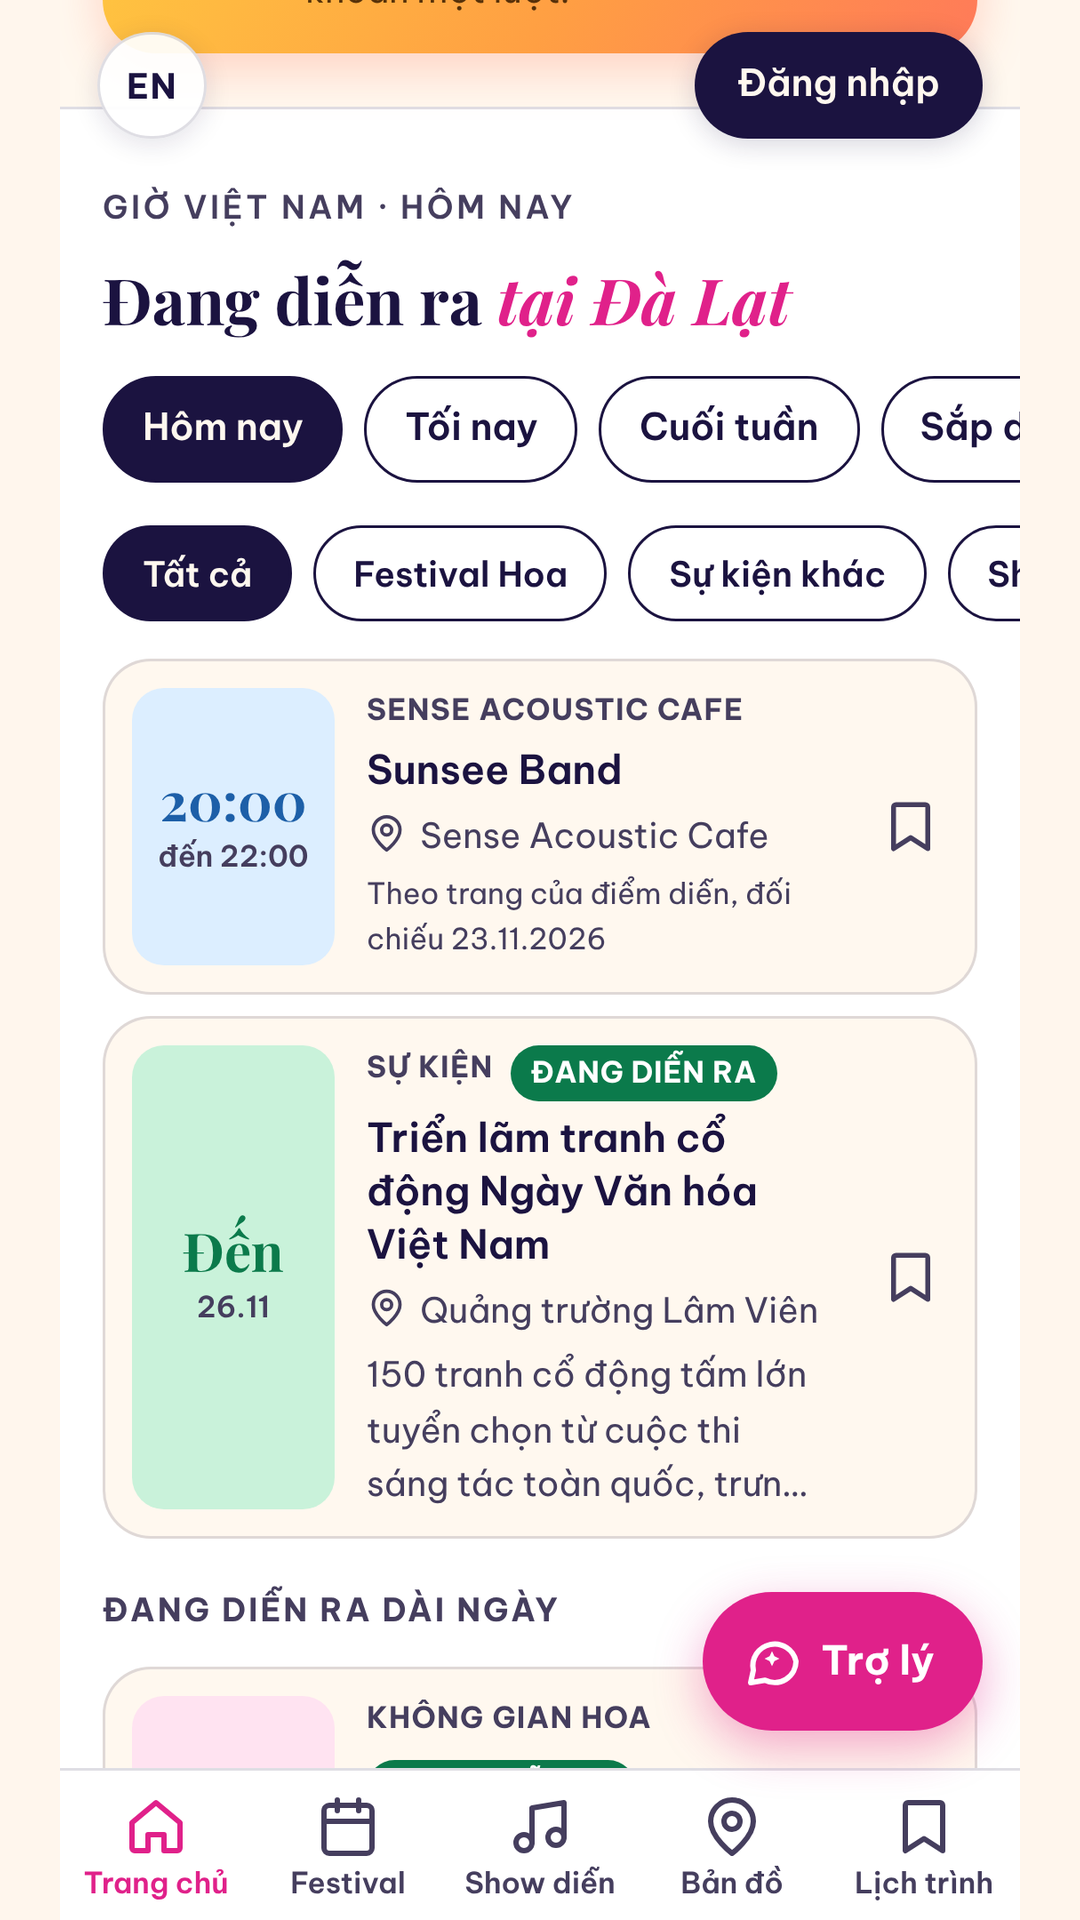 EN
Đăng nhập
GIỜ VIỆT NAM · HÔM NAY
Đang diễn ra tại Đà Lạt
Hôm nay
Tối nay
Cuối tuần
Sắp
Tất cả
Festival Hoa
Sự kiện khác
20:00
đến 22:00
SENSE ACOUSTIC CAFE
Sunsee Band
Sense Acoustic Cafe
Theo trang của điểm diễn, đối
chiếu 23.11.2026
Đến
26.11
SỰ KIỆN ĐANG DIỄN RA
Triển lãm tranh cổ
động Ngày Văn hóa
Việt Nam
Quảng trường Lâm Viên
150 tranh cổ động tấm lớn
tuyển chọn từ cuộc thi
sáng tác toàn quốc, trưn...
ĐANG DIỄN RA DÀI NGÀY
Trợ lý
KHÔNG GIAN HOA
Trang chủ
Festival
Show diễn
Bản đồ
Lịch trình